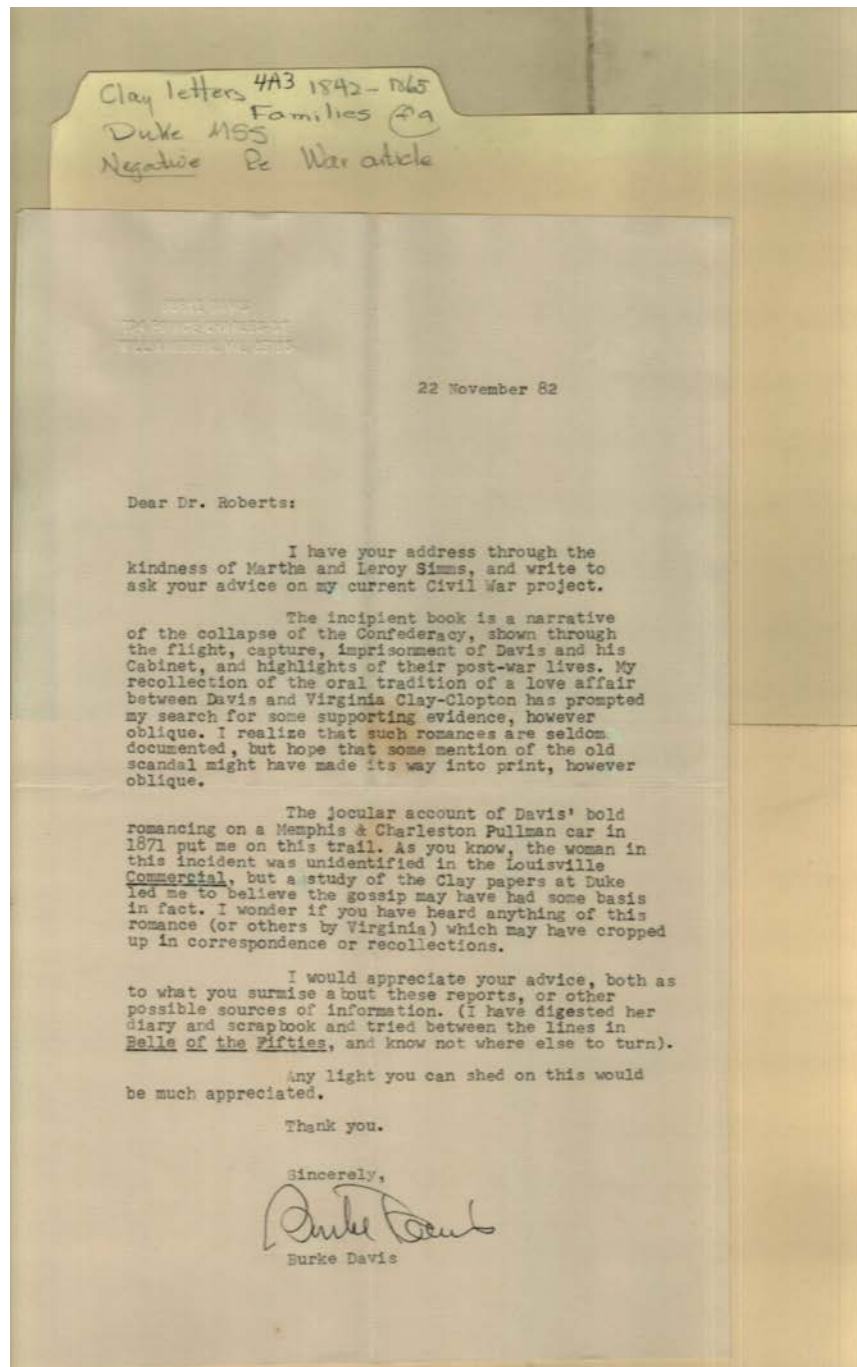 Clay letters 4A3 1842-1865
Families
Duke MSS
Negative Re War article
22 November 82
Dear Dr. Roberts:
I have your address through the
kindness of Martha and Leroy Simms, and write to
ask your advice on my current Civil War project.
The incipient book is a narrative
of the collapse of the Confederacy, shown through
the flight, capture, imprisonment of Davis and his
Cabinet, and highlights of their post-war lives. My
recollection of the oral tradition of a love affair
between Davis and Virginia Clay-Clopton has prompted
my search for some supporting evidence, however
oblique. I realize that such romances are seldom
documented, but hope that some mention of the old
scandal might have made its way into print, however
oblique.
The jocular account of Davis' bold
romancing on a Memphis & Charleston Pullman car in
1871 put me on this trail. As you know, the woman in
this incident was unidentified in the Louisville
Commercial, but a study of the Clay papers at Duke
led me to believe the gossip may have had some basis
in fact. I wonder if you have heard anything of this
romance (or others by Virginia) which may have cropped
up in correspondence or recollections.
I would appreciate your advice, both as
to what you surmise about these reports, or other
possible sources of information. (I have digested her
diary and scrapbook and tried between the lines in
Belle of the Fifties, and know not where else to turn).
Any light you can shed on this would
be much appreciated.
Thank you.
Sincerely,
Burke Davis
Burke Davis